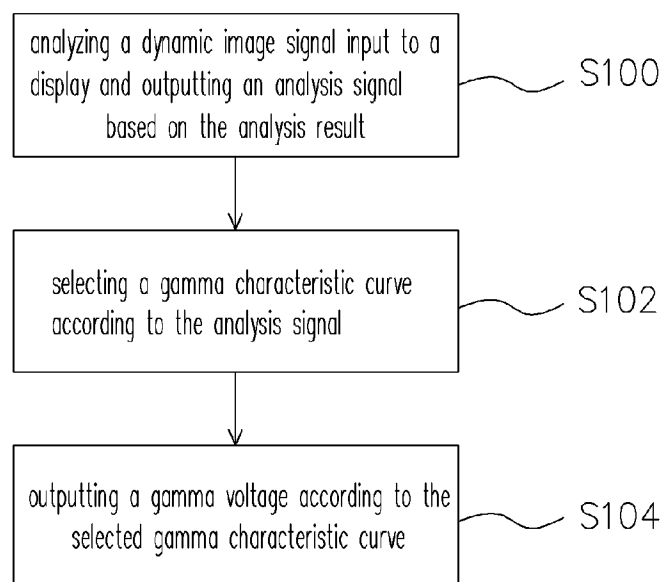 analyzing a dynamic image signal input to a
display and outputting an analysis signal
based on the analysis result
S100
selecting a gamma characteristic curve
according to the analysis signal
S102
outputting a gamma voltage according to the
selected gamma characteristic curve
S104